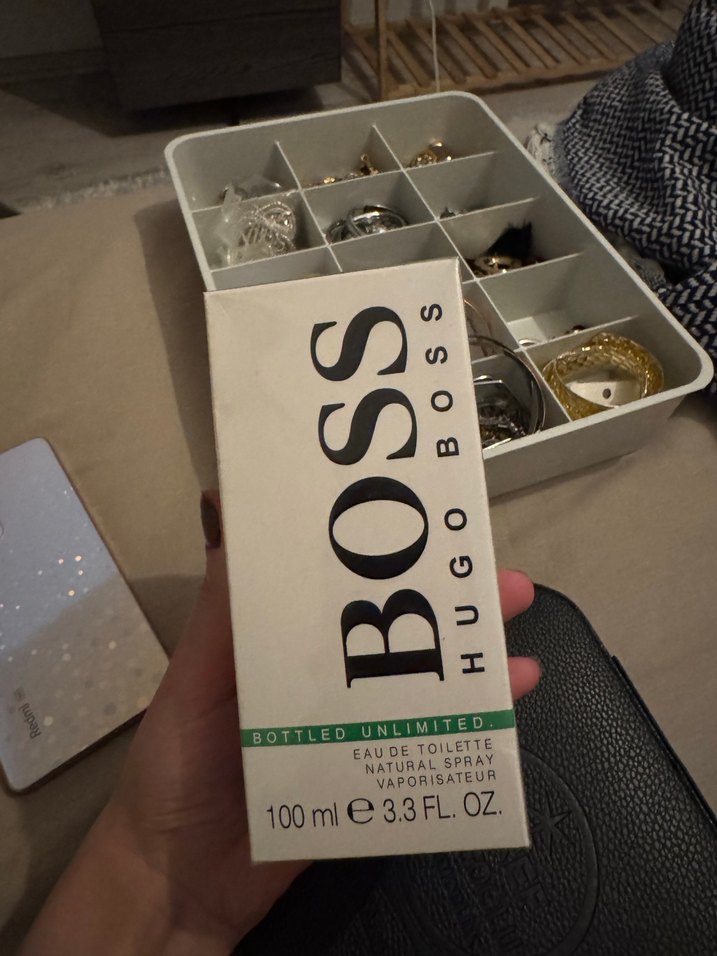 BOSS
HUGO BOSS
BOTTLED UNLIMITED.
EAU DE TOILETTE
NATURAL SPRAY
VAPORISATEUR
100 ml ℮ 3.3 FL. OZ.
Redmi